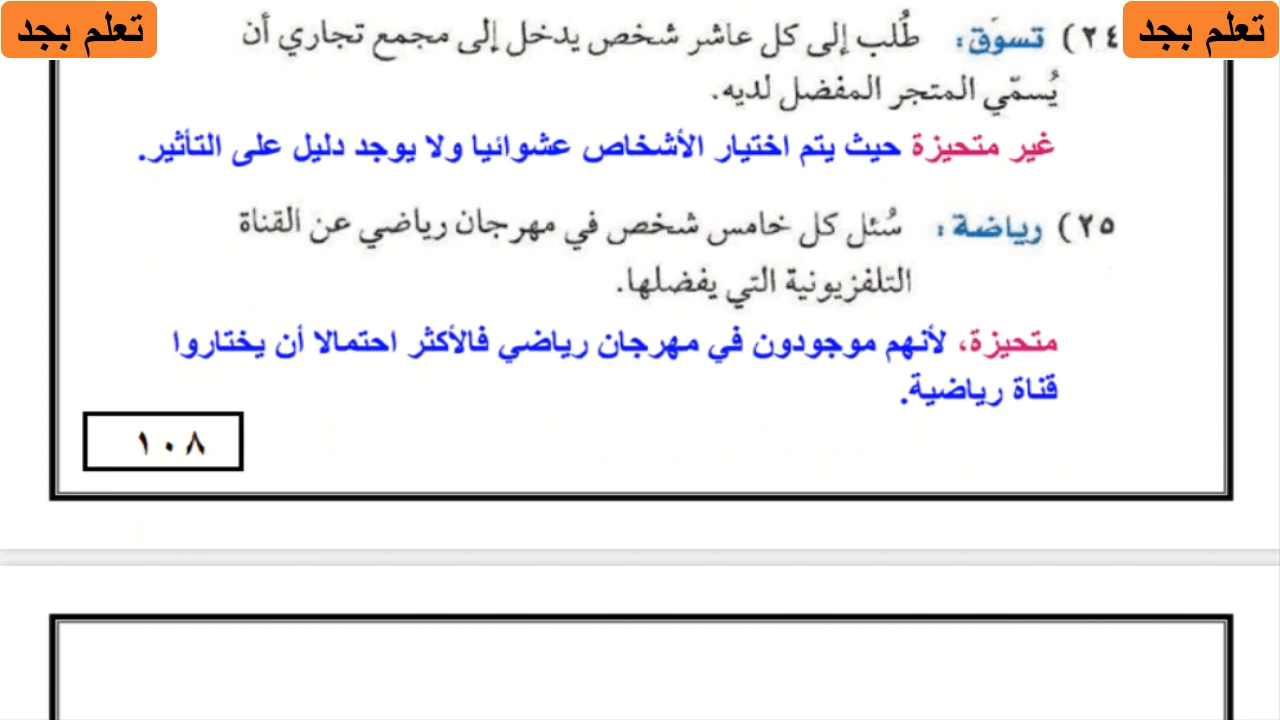 تعلم بجد
تعلم بجد
٢٤) تسوّق: طُلب إلى كل عاشر شخص يدخل إلى مجمع تجاري أن
يُسمّي المتجر المفضل لديه.
غير متحيزة حيث يتم اختيار الأشخاص عشوائيا ولا يوجد دليل على التأثير.
٢٥) رياضة: سُئل كل خامس شخص في مهرجان رياضي عن القناة
التلفزيونية التي يفضلها.
متحيزة، لأنهم موجودون في مهرجان رياضي فالأكثر احتمالا أن يختاروا
قناة رياضية.
١٠٨